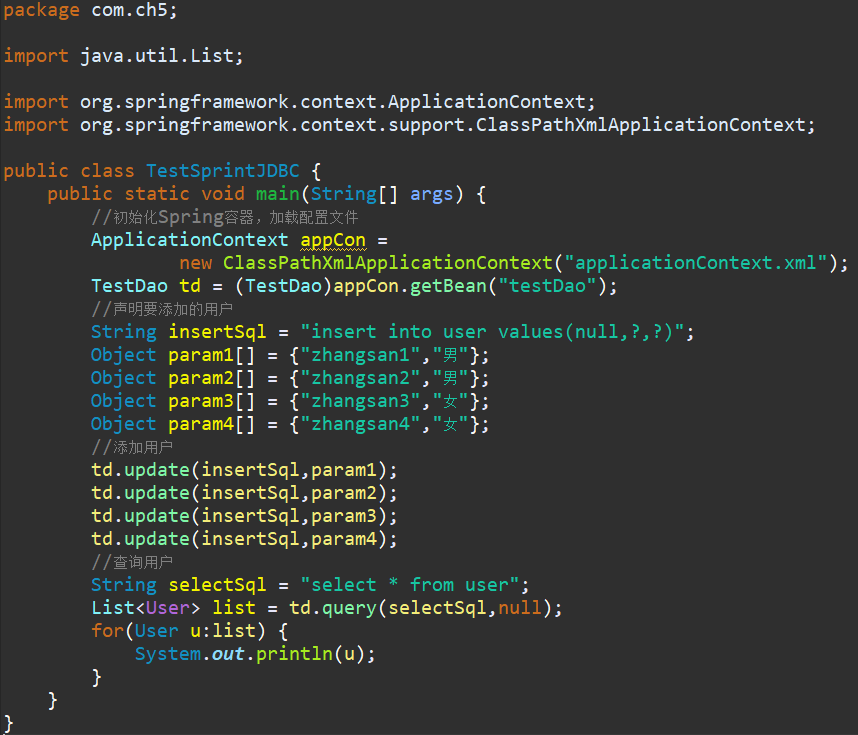 package com.ch5;
import java.util.List;
import org.springframework.context.ApplicationContext;
import org.springframework.context.support.ClassPathXmlApplicationContext;
public class TestSprintJDBC {
public static void main(String[] args) {
//初始化Spring容器，加载配置文件
ApplicationContext appCon =
new ClassPathXmlApplicationContext("applicationContext.xml");
TestDao td = (TestDao)appCon.getBean("testDao");
//声明要添加的用户
String insertSql = "insert into user values(null,?,?)";
Object param1[] = {"zhangsan1","男"};
Object param2[] = {"zhangsan2","男"};
Object param3[] = {"zhangsan3","女"};
Object param4[] = {"zhangsan4","女"};
//添加用户
td.update(insertSql,param1);
td.update(insertSql,param2);
td.update(insertSql,param3);
td.update(insertSql,param4);
//查询用户
String selectSql = "select * from user";
List<User> list = td.query(selectSql,null);
for(User u:list) {
System.out.println(u);
}
}
}